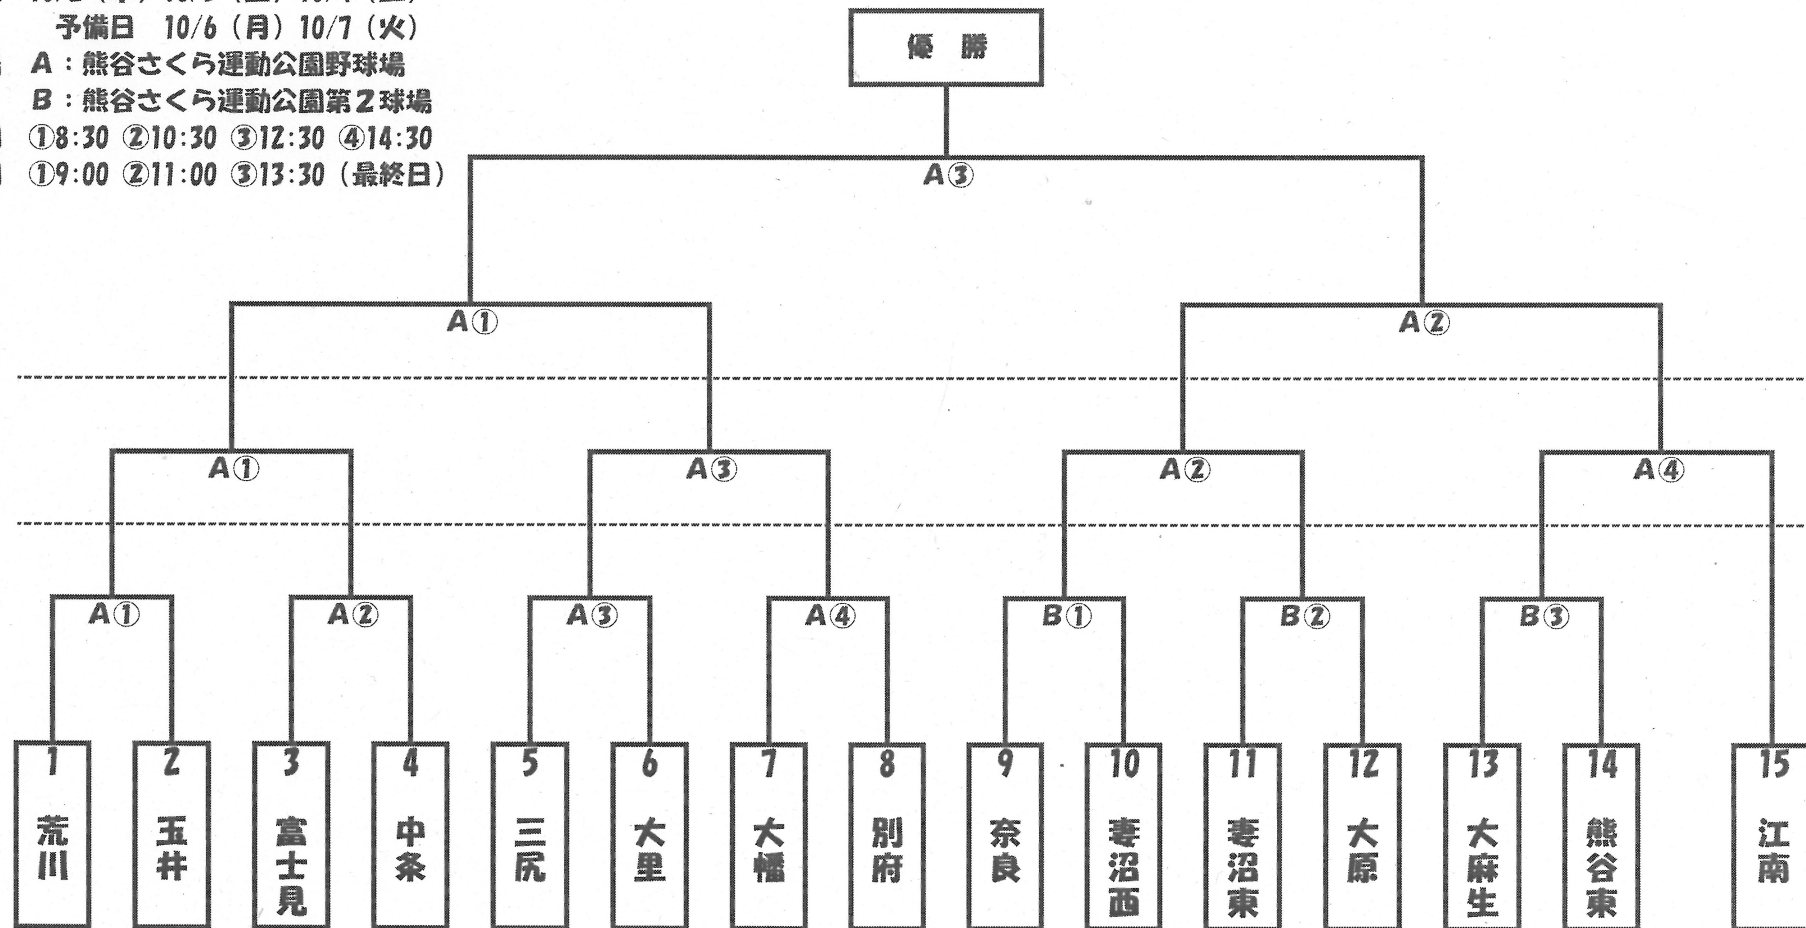 予備日 10/6（月）10/7（火）
A：熊谷さくら運動公園野球場
B：熊谷さくら運動公園第2球場
①8:30 ②10:30 ③12:30 ④14:30
①9:00 ②11:00 ③13:30（最終日）
優 勝
A③
A①
A②
A①
A③
A②
A④
A①
A②
A③
A④
B①
B②
B③
1 荒川
2 玉井
3 富士見
4 中条
5 三尻
6 大里
7 大幡
8 別府
9 奈良
10 妻沼西
11 妻沼東
12 大原
13 大麻生
14 熊谷東
15 江南